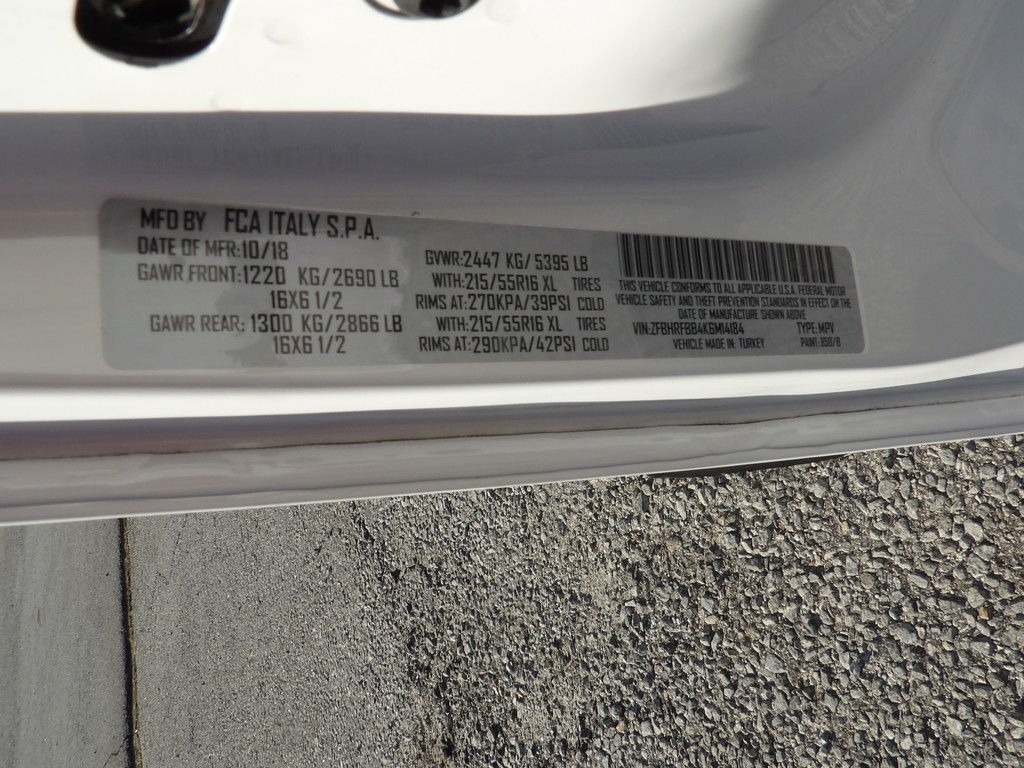 MFD BY FCA ITALY S.P.A.
DATE OF MFR:10/18
GAWR FRONT:1220 KG/2690 LB
16X6 1/2
GAWR REAR: 1300 KG/2866 LB
16X6 1/2
GVWR:2447 KG/ 5395 LB
WITH:215/55R16 XL TIRES
RIMS AT:270KPA/39PSI COLD
WITH:215/55R16 XL TIRES
RIMS AT:290KPA/42PSI COLD
THIS VEHICLE CONFORMS TO ALL APPLICABLE U.S.A. FEDERAL MOTOR
VEHICLE SAFETY AND THEFT PREVENTION STANDARDS IN EFFECT ON THE
DATE OF MANUFACTURE SHOWN ABOVE
VIN:ZFBHRFBB4K6M14184 TYPE: MPV
VEHICLE MADE IN: TURKEY PAINT: 858/B